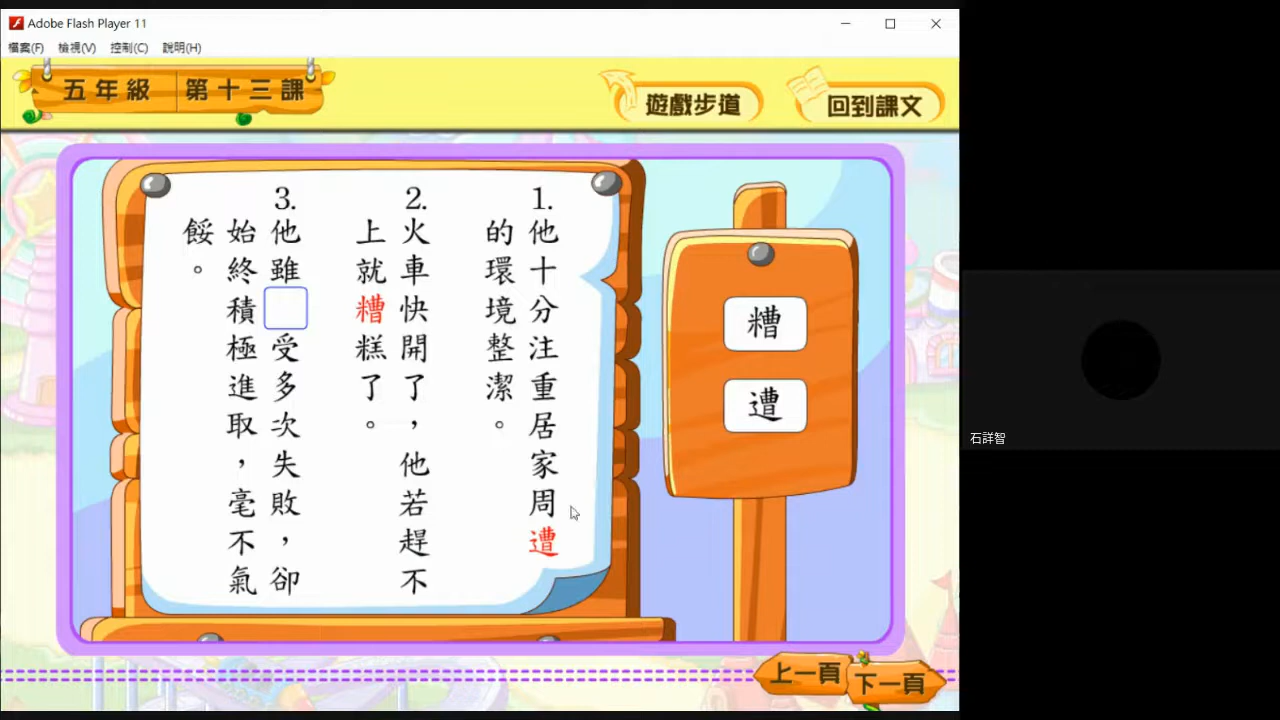 Adobe Flash Player 11
檔案(F) 檢視(V) 控制(C) 說明(H)
五年級 第十三課
遊戲步道
回到課文
1.
他十分注重居家周遭
的環境整潔。
2.
火車快開了，他若趕不
上就糟糕了。
3.
他雖受多次失敗，卻
始終積極進取，毫不氣
餒。
糟
遭
石詳智
上一頁
下一頁